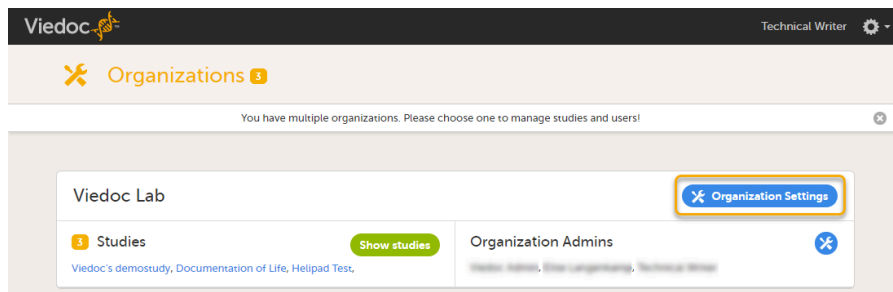 Viedoc
Technical Writer
Organizations 3
You have multiple organizations. Please choose one to manage studies and users!
Viedoc Lab
Organization Settings
3 Studies
Show studies
Viedoc's demostudy, Documentation of Life, Helipad Test,
Organization Admins